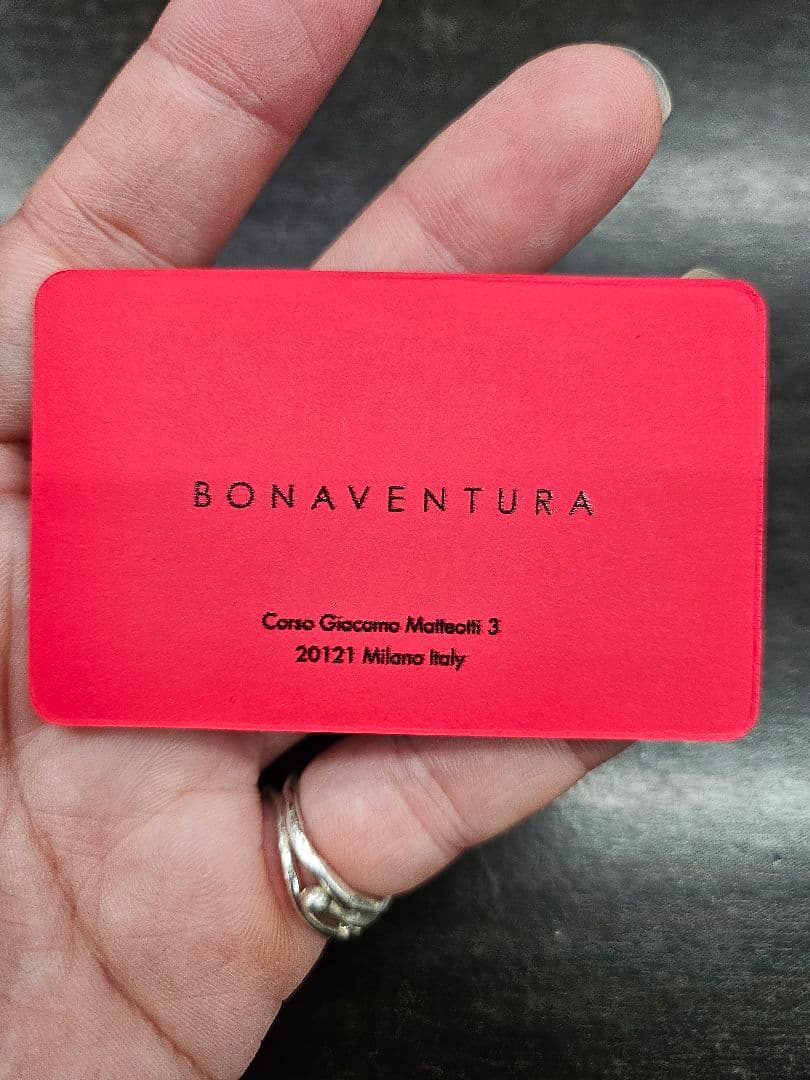 BONAVENTURA
Corso Giacomo Matteotti 3
20121 Milano Italy